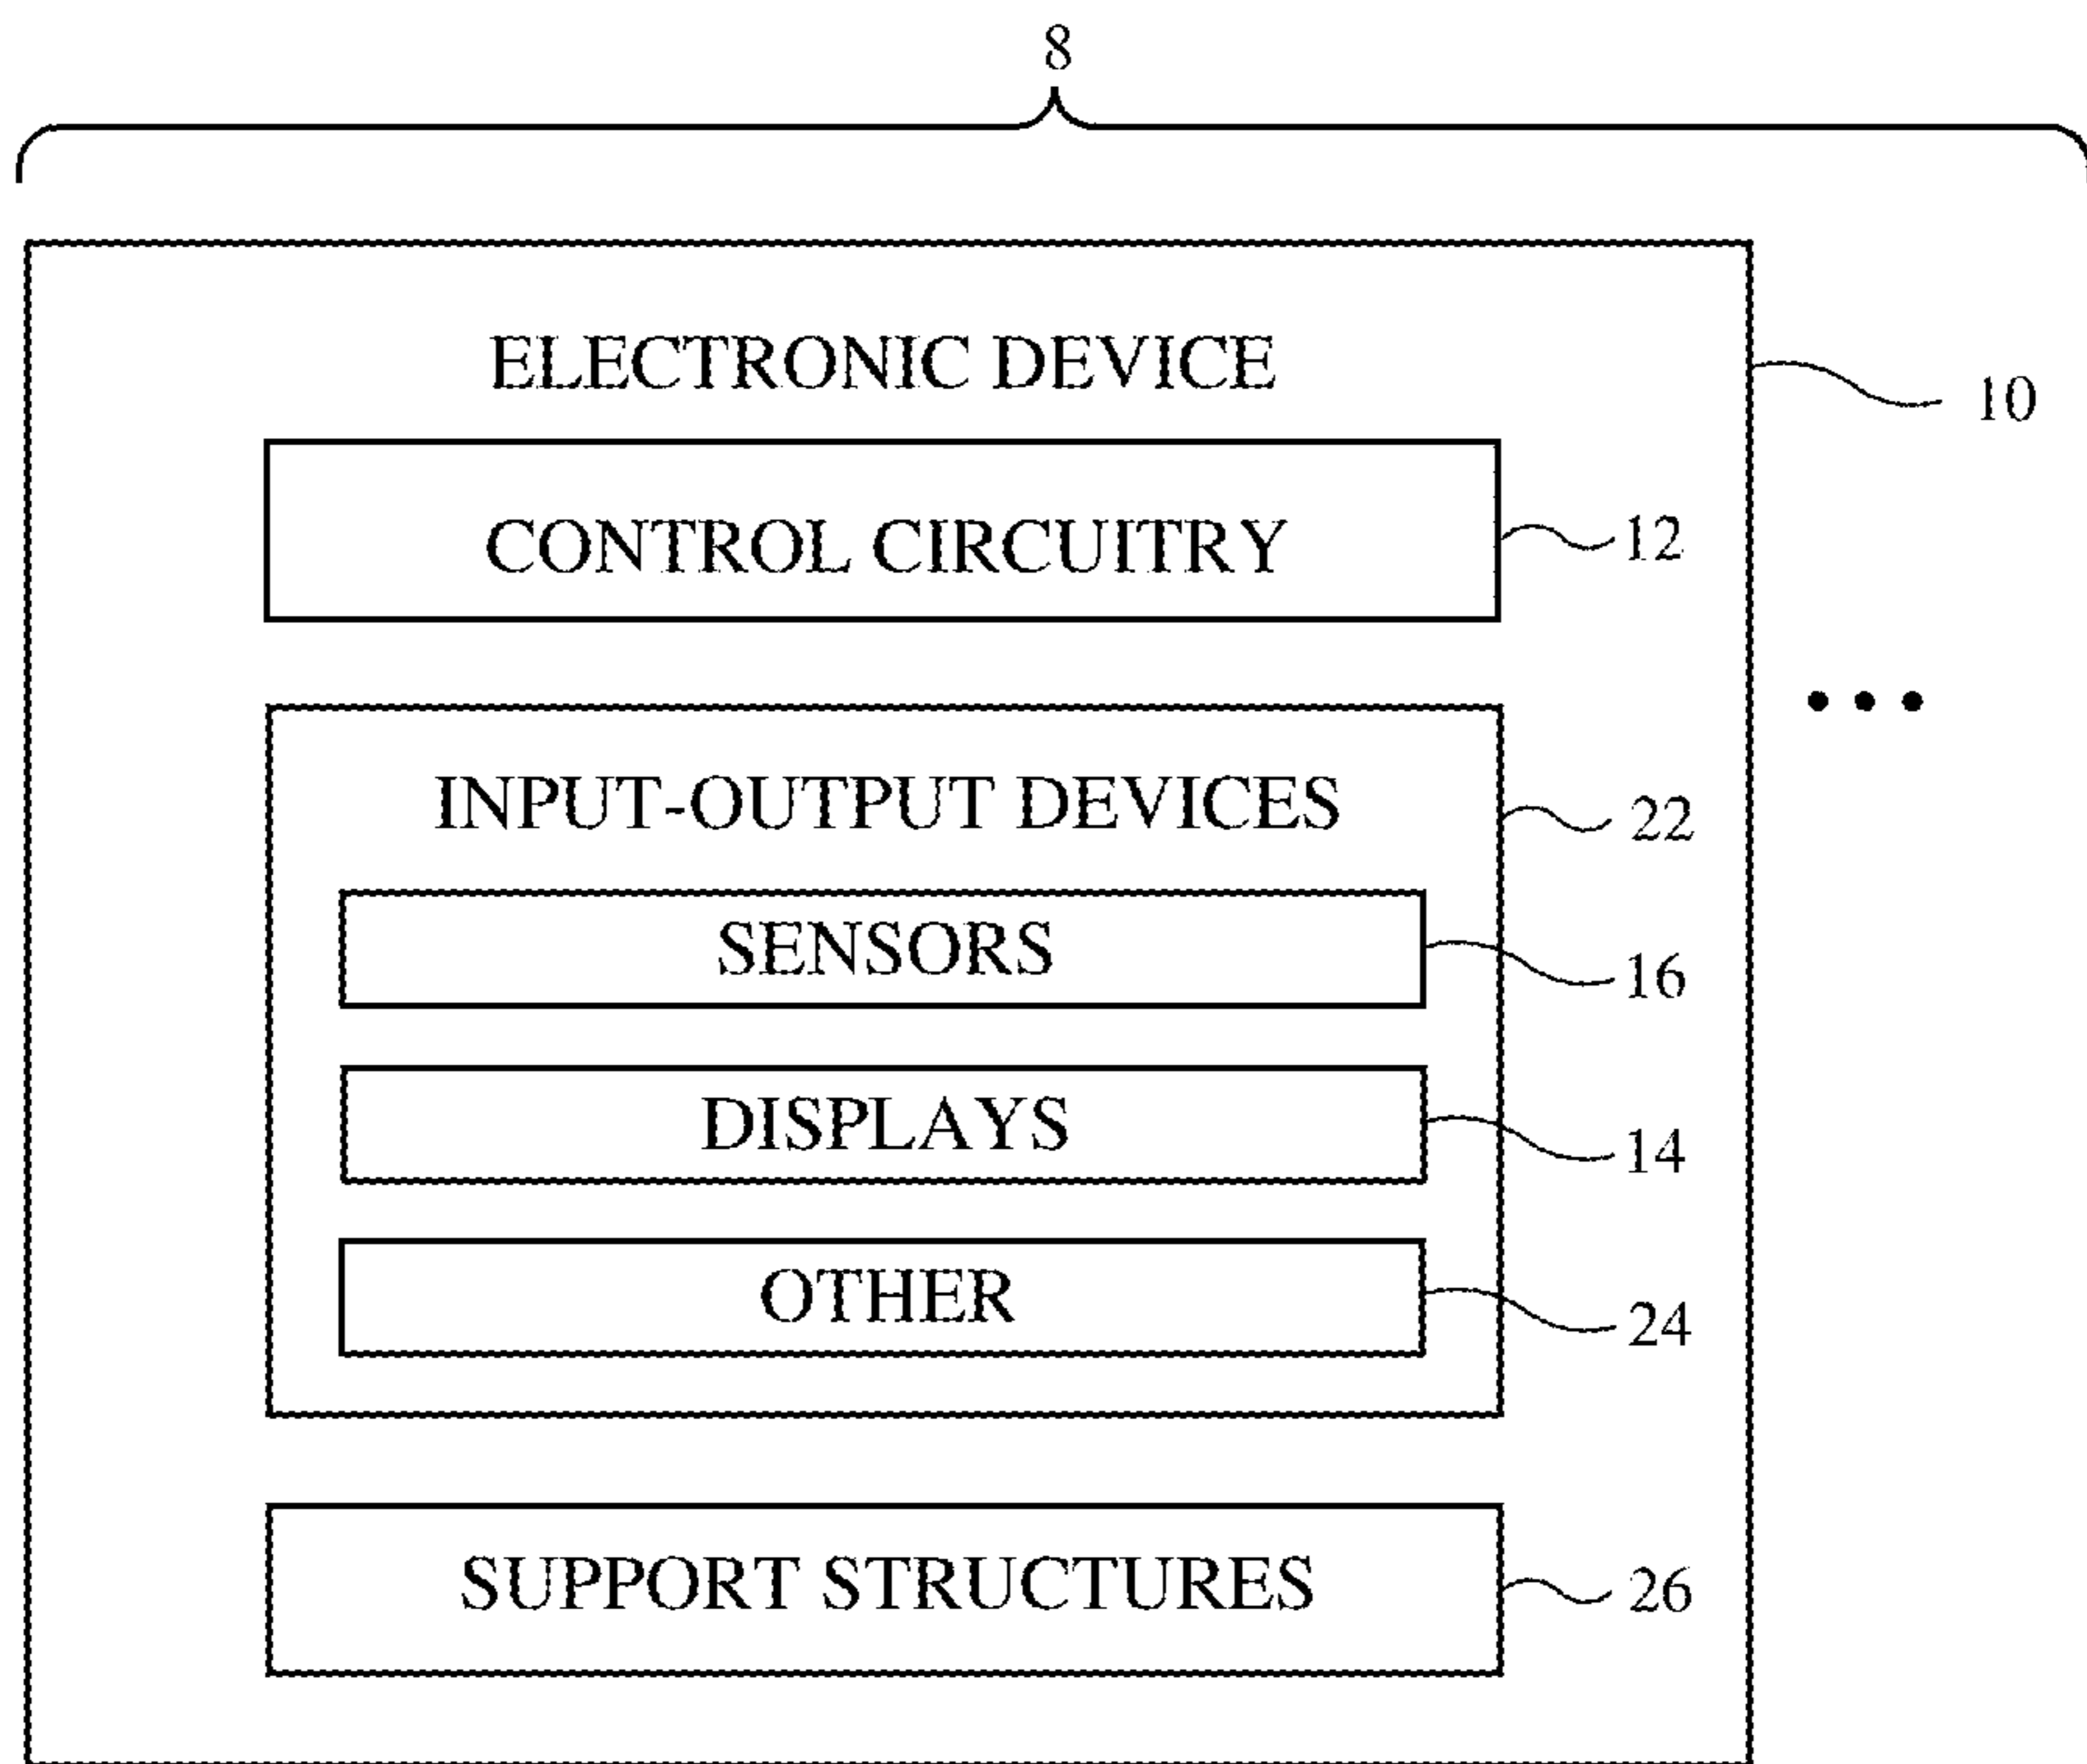 8
ELECTRONIC DEVICE
10
CONTROL CIRCUITRY
12
INPUT-OUTPUT DEVICES
22
SENSORS
16
DISPLAYS
14
OTHER
24
SUPPORT STRUCTURES
26